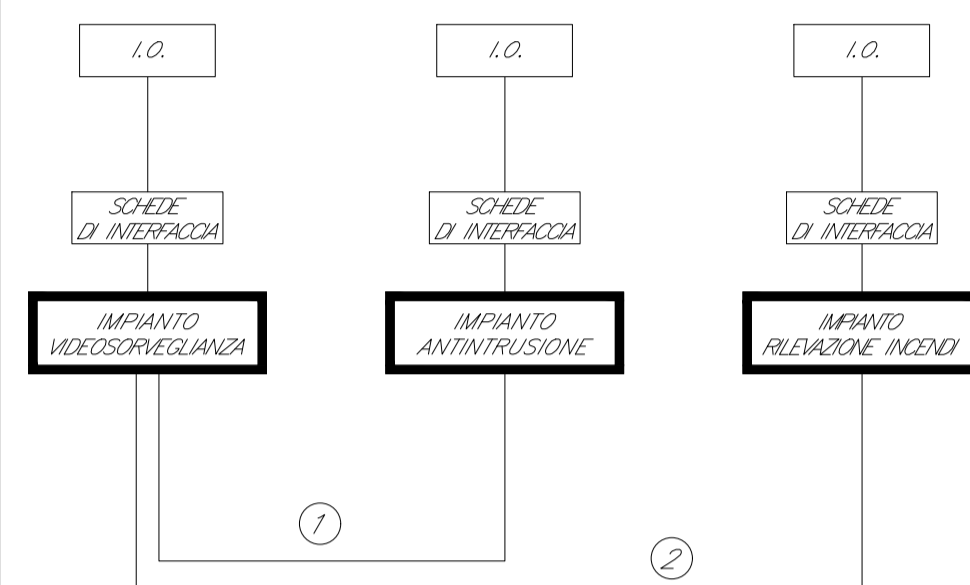 I.O.
I.O.
I.O.
SCHEDE
DI INTERFACCIA
SCHEDE
DI INTERFACCIA
SCHEDE
DI INTERFACCIA
IMPIANTO
VIDEOSORVEGLIANZA
IMPIANTO
ANTINTRUSIONE
IMPIANTO
RILEVAZIONE INCENDI
1
2